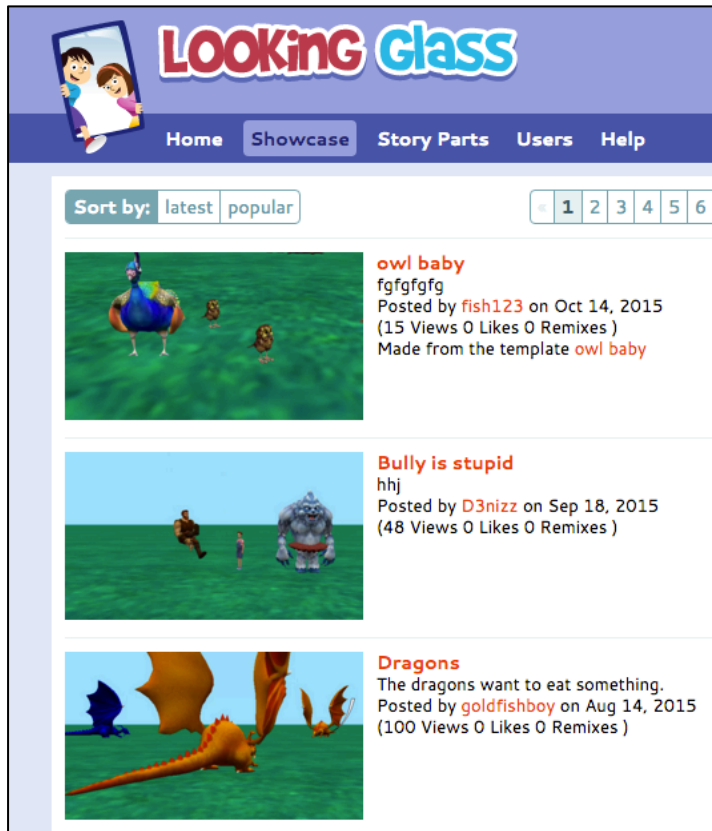 LOOKING GLASS
Home Showcase Story Parts Users Help
Sort by: latest popular
« 1 2 3 4 5 6
owl baby
fgfgfgfg
Posted by fish123 on Oct 14, 2015
(15 Views 0 Likes 0 Remixes )
Made from the template owl baby
Bully is stupid
hhj
Posted by D3nizz on Sep 18, 2015
(48 Views 0 Likes 0 Remixes )
Dragons
The dragons want to eat something.
Posted by goldfishboy on Aug 14, 2015
(100 Views 0 Likes 0 Remixes )